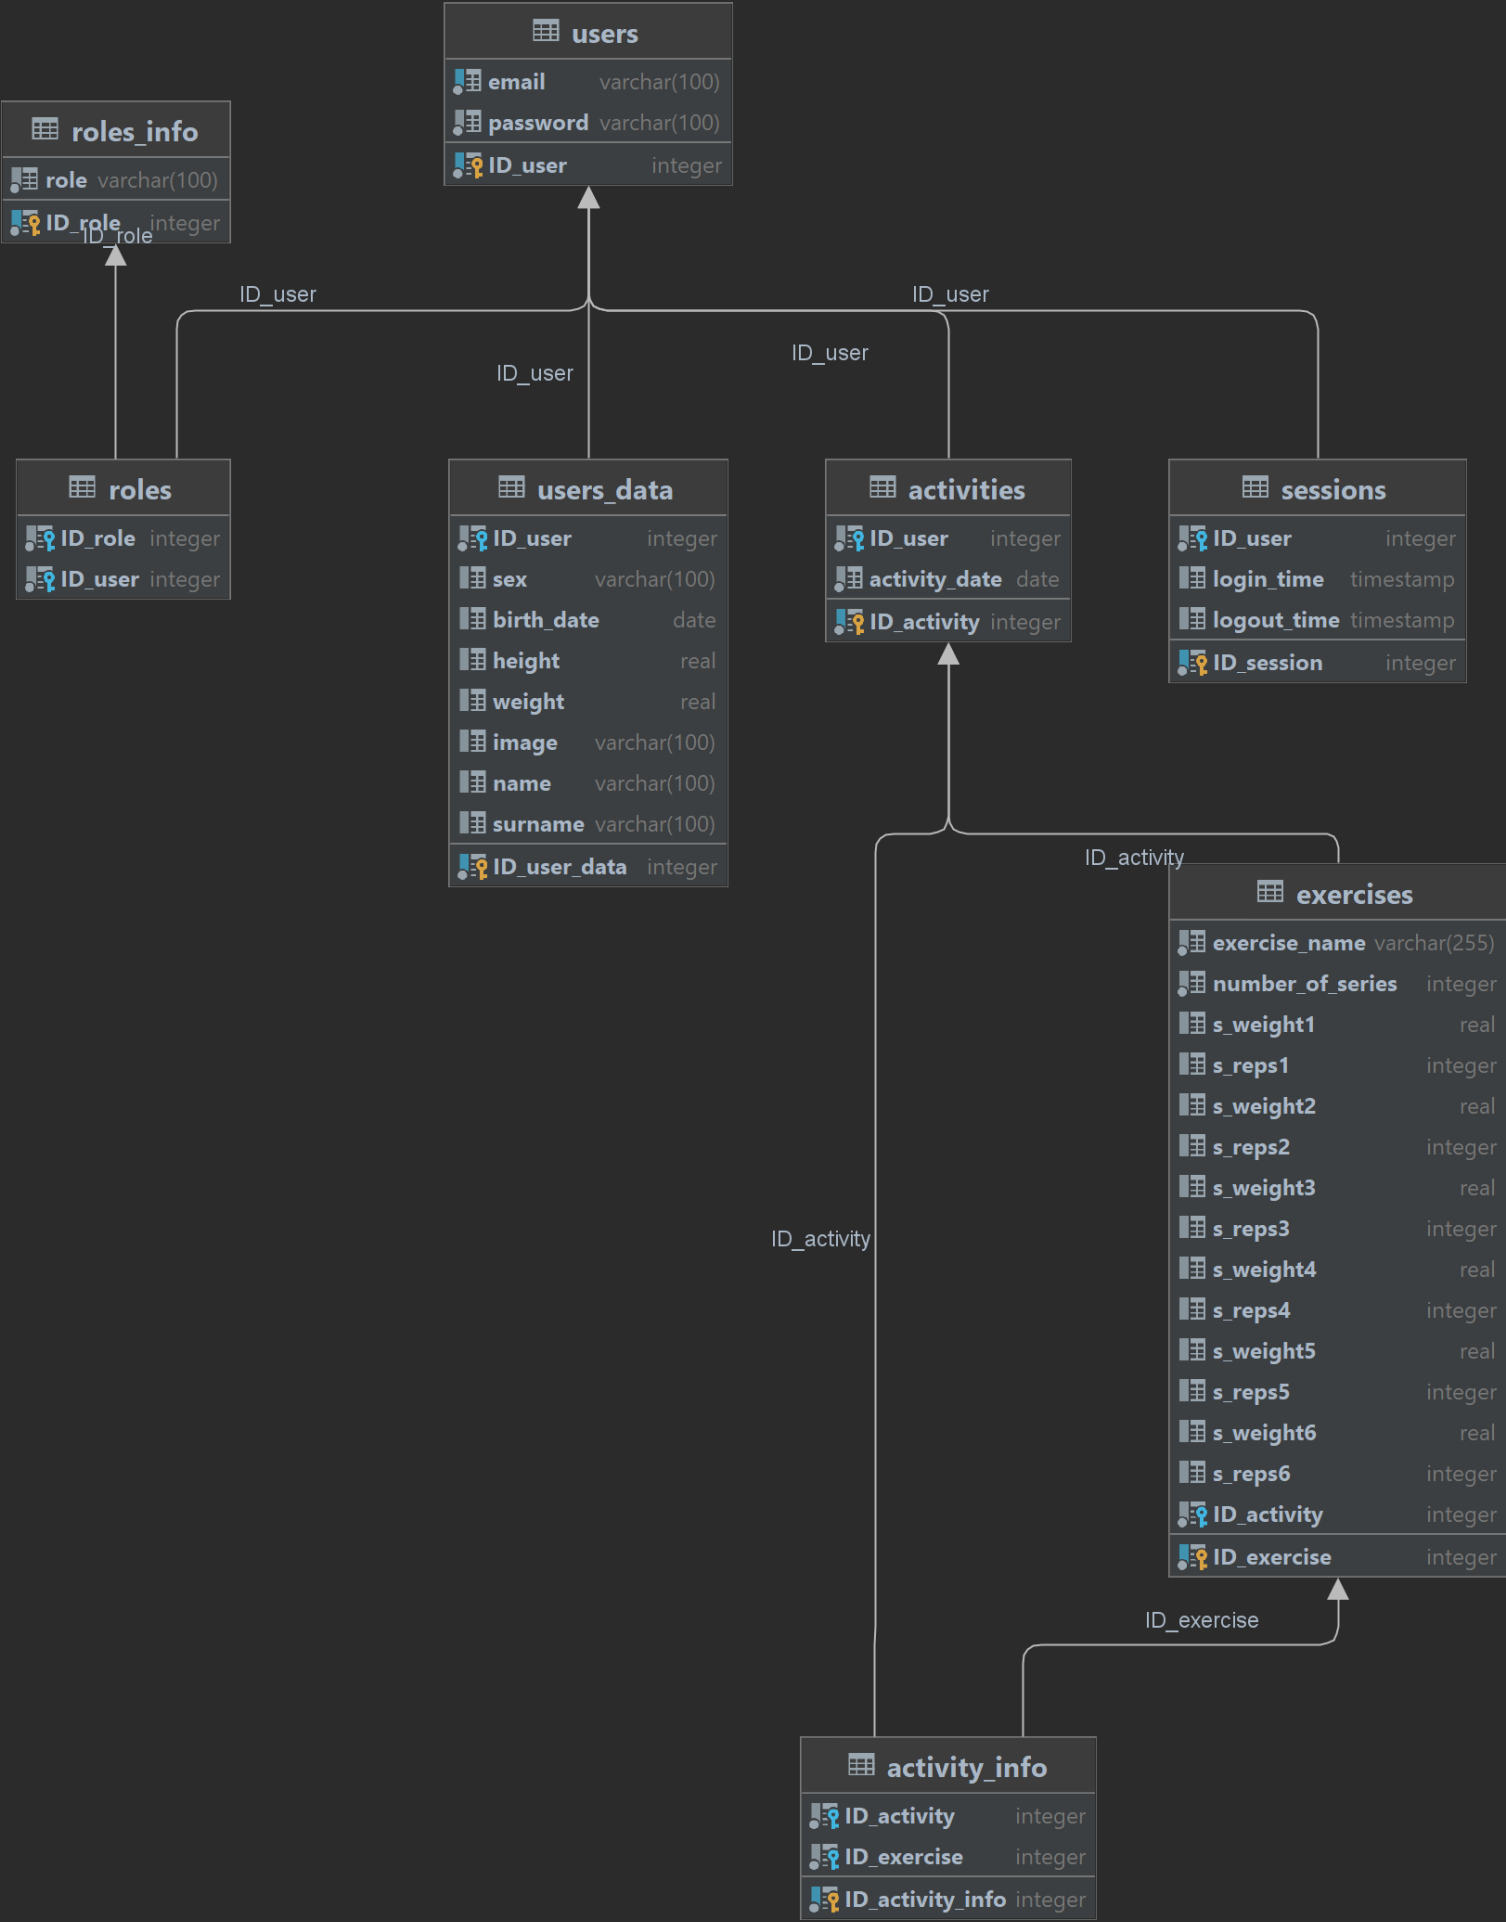 users
email varchar(100)
password varchar(100)
ID_user integer
roles_info
role varchar(100)
ID_role integer
ID_role
ID_user
ID_user
ID_user
ID_user
roles
ID_role integer
ID_user integer
users_data
ID_user integer
sex varchar(100)
birth_date date
height real
weight real
image varchar(100)
name varchar(100)
surname varchar(100)
ID_user_data integer
activities
ID_user integer
activity_date date
ID_activity integer
sessions
ID_user integer
login_time timestamp
logout_time timestamp
ID_session integer
ID_activity
exercises
exercise_name varchar(255)
number_of_series integer
s_weight1 real
s_reps1 integer
s_weight2 real
s_reps2 integer
s_weight3 real
s_reps3 integer
s_weight4 real
s_reps4 integer
s_weight5 real
s_reps5 integer
s_weight6 real
s_reps6 integer
ID_activity integer
ID_exercise integer
ID_activity
ID_exercise
activity_info
ID_activity integer
ID_exercise integer
ID_activity_info integer